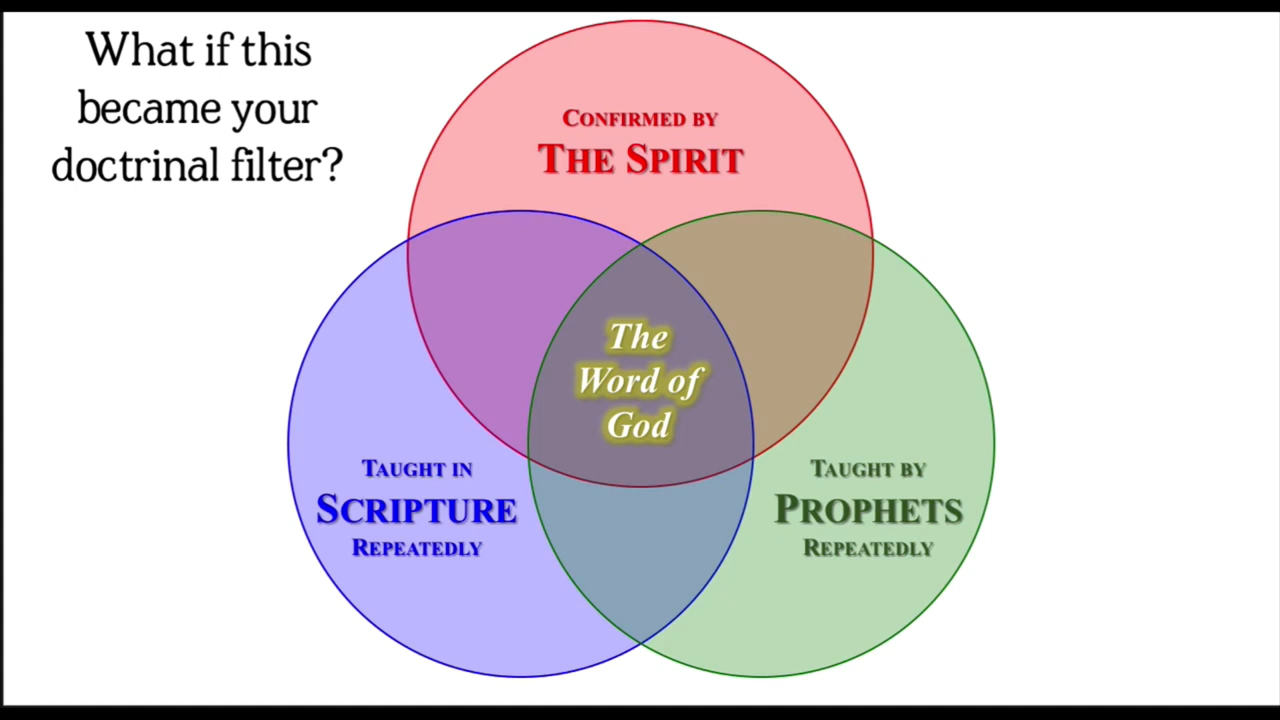 What if this
became your
doctrinal filter?
CONFIRMED BY
THE SPIRIT
The
Word of
God
TAUGHT IN
SCRIPTURE
REPEATEDLY
TAUGHT BY
PROPHETS
REPEATEDLY